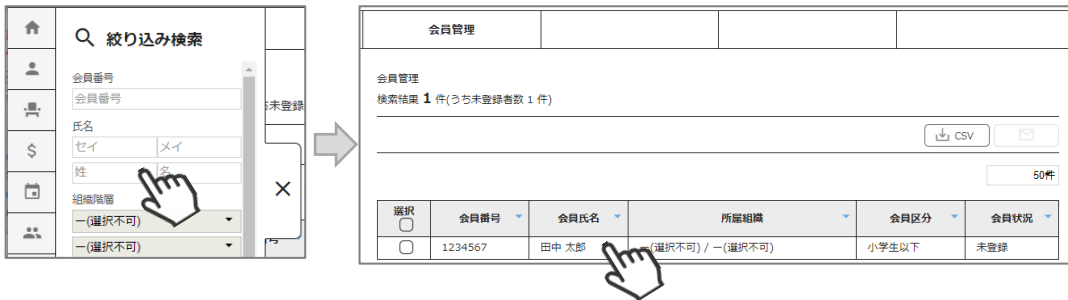 絞り込み検索
会員番号
会員番号
氏名
セイ メイ
姓 名
組織階層
ー(選択不可)
ー(選択不可)
未登録
会員管理
会員管理
検索結果 1 件(うち未登録者数 1 件)
CSV
50件
選択 会員番号 会員氏名 所属組織 会員区分 会員状況
1234567 田中 太郎 ー(選択不可) / ー(選択不可) 小学生以下 未登録